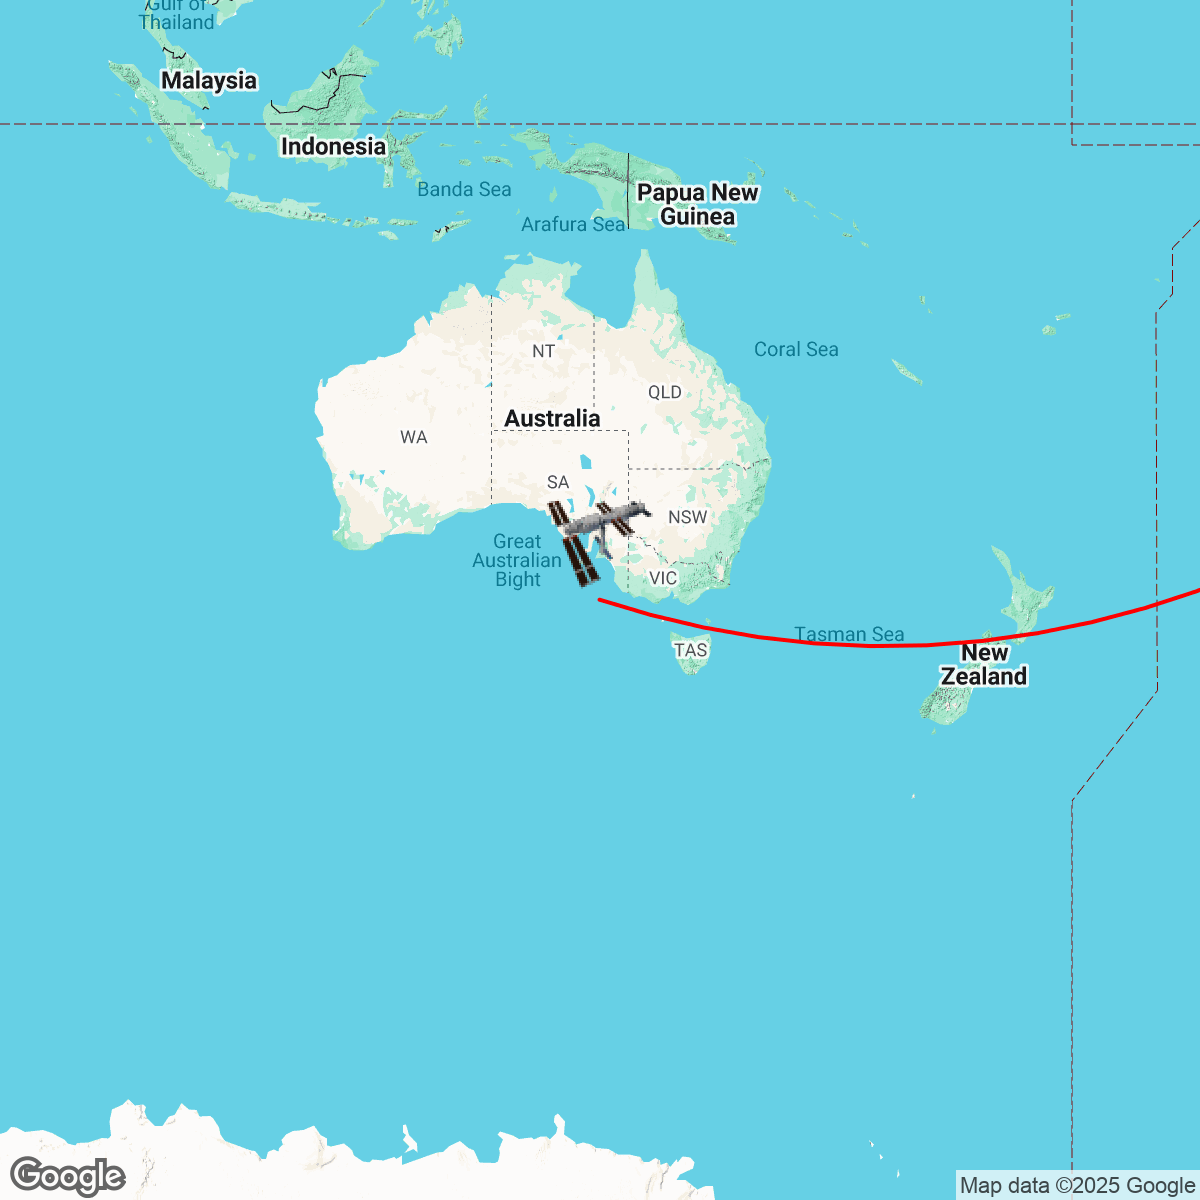 Gulf of
Thailand
Malaysia
Indonesia
Banda Sea
Papua New
Guinea
Arafura Sea
Coral Sea
NT
QLD
Australia
WA
SA
NSW
Great
Australian
Bight
VIC
Tasman Sea
TAS
New
Zealand
Google
Map data ©2025 Google